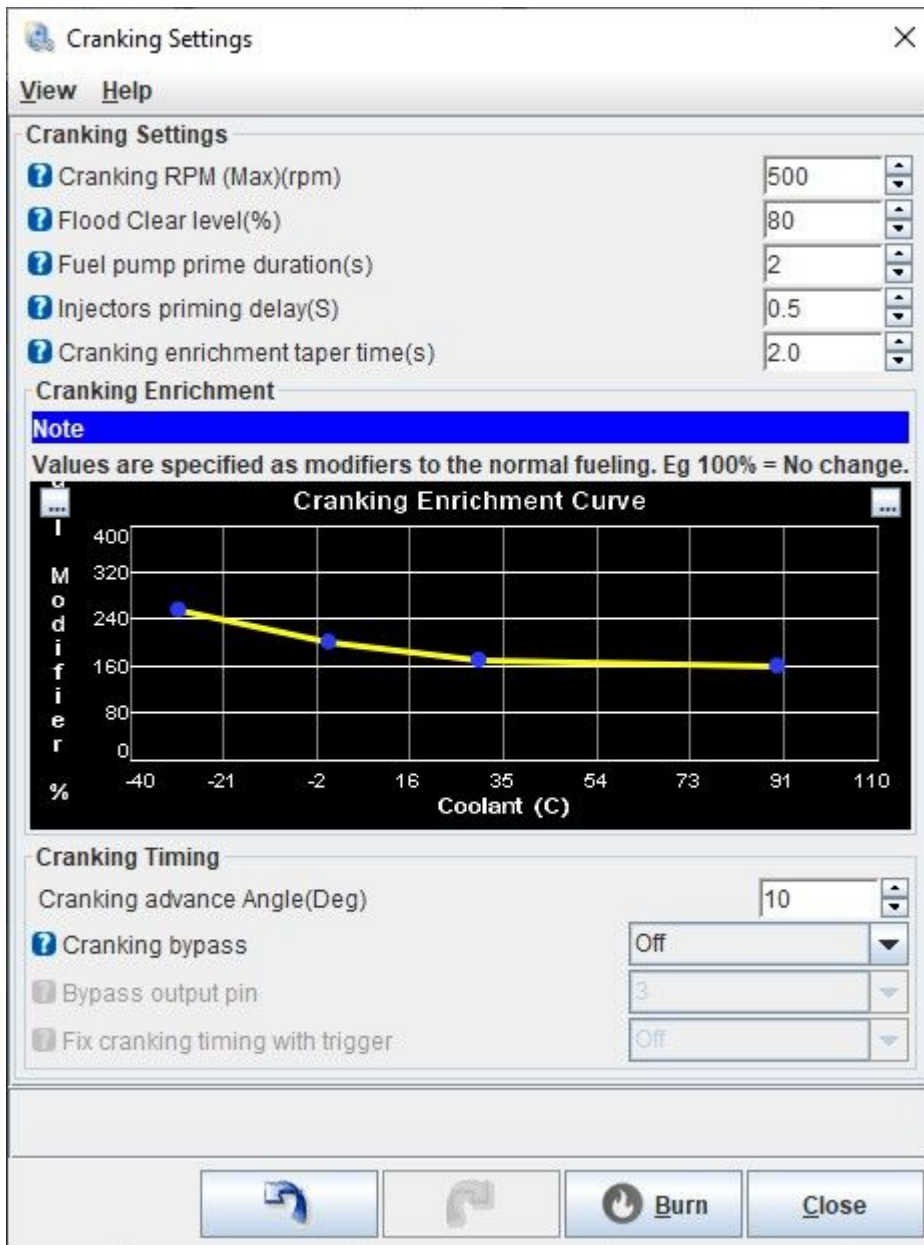 Cranking Settings
View Help
Cranking Settings
Cranking RPM (Max)(rpm) 500
Flood Clear level(%) 80
Fuel pump prime duration(s) 2
Injectors priming delay(S) 0.5
Cranking enrichment taper time(s) 2.0
Cranking Enrichment
Note
Values are specified as modifiers to the normal fueling. Eg 100% = No change.
Cranking Enrichment Curve
Modifier %
400
320
240
160
80
0
-40 -21 -2 16 35 54 73 91 110
Coolant (C)
Cranking Timing
Cranking advance Angle(Deg) 10
Cranking bypass Off
Bypass output pin 3
Fix cranking timing with trigger Off
Burn Close